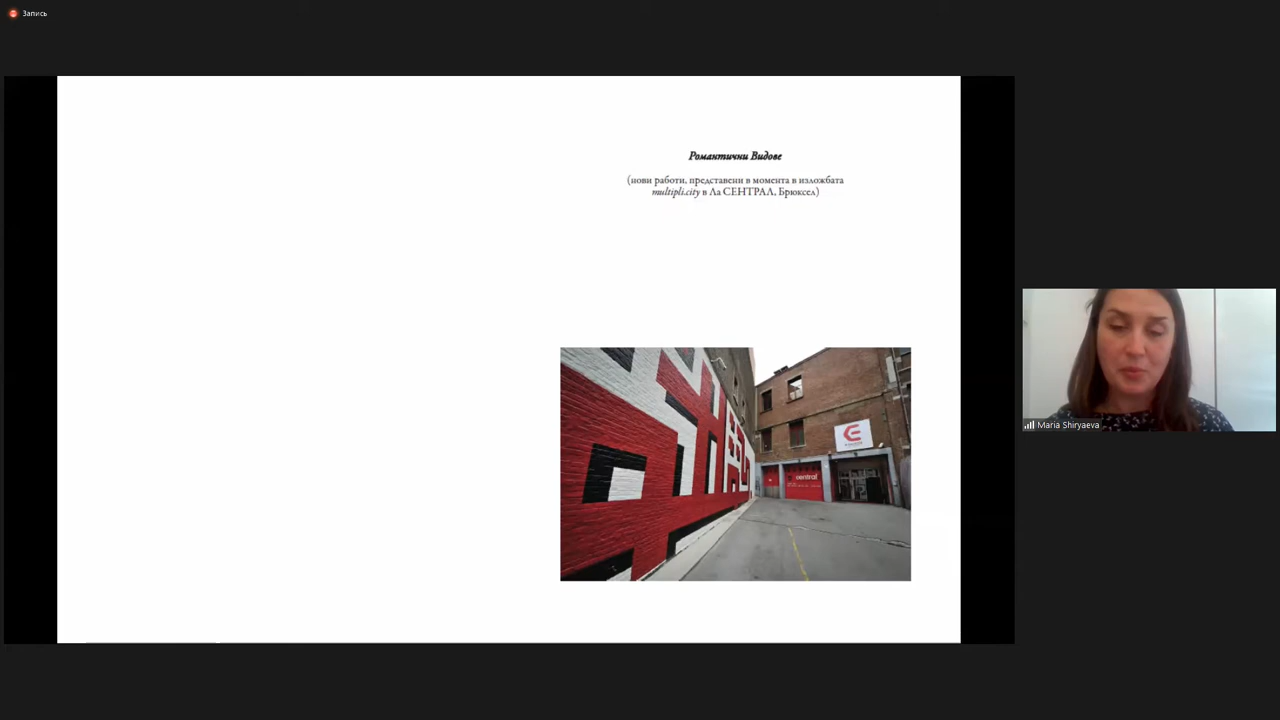 Запись
Романтични Видове
(нови работи, представени в момента в изложбата
multipli.city в Ла СЕНТРАЛ, Брюксел)
central
Maria Shiryaeva